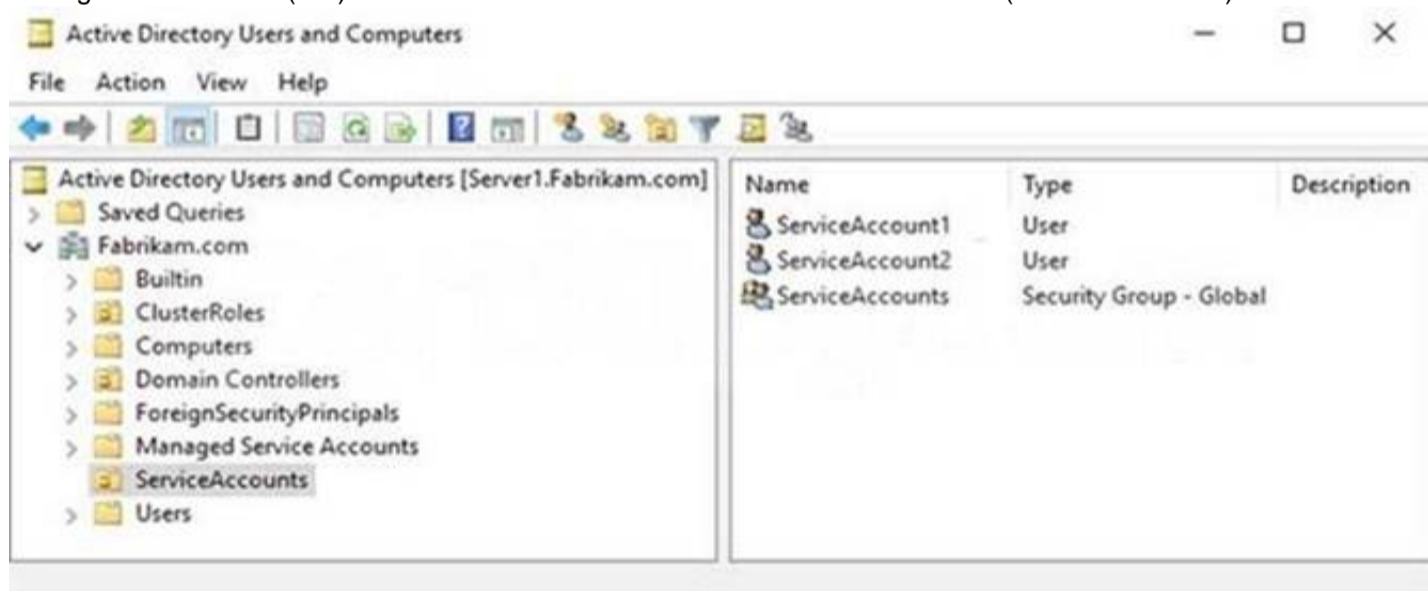 Active Directory Users and Computers
File Action View Help
Active Directory Users and Computers [Server1.Fabrikam.com]
Saved Queries
Fabrikam.com
Builtin
ClusterRoles
Computers
Domain Controllers
ForeignSecurityPrincipals
Managed Service Accounts
ServiceAccounts
Users
Name Type Description
ServiceAccount1 User
ServiceAccount2 User
ServiceAccounts Security Group - Global